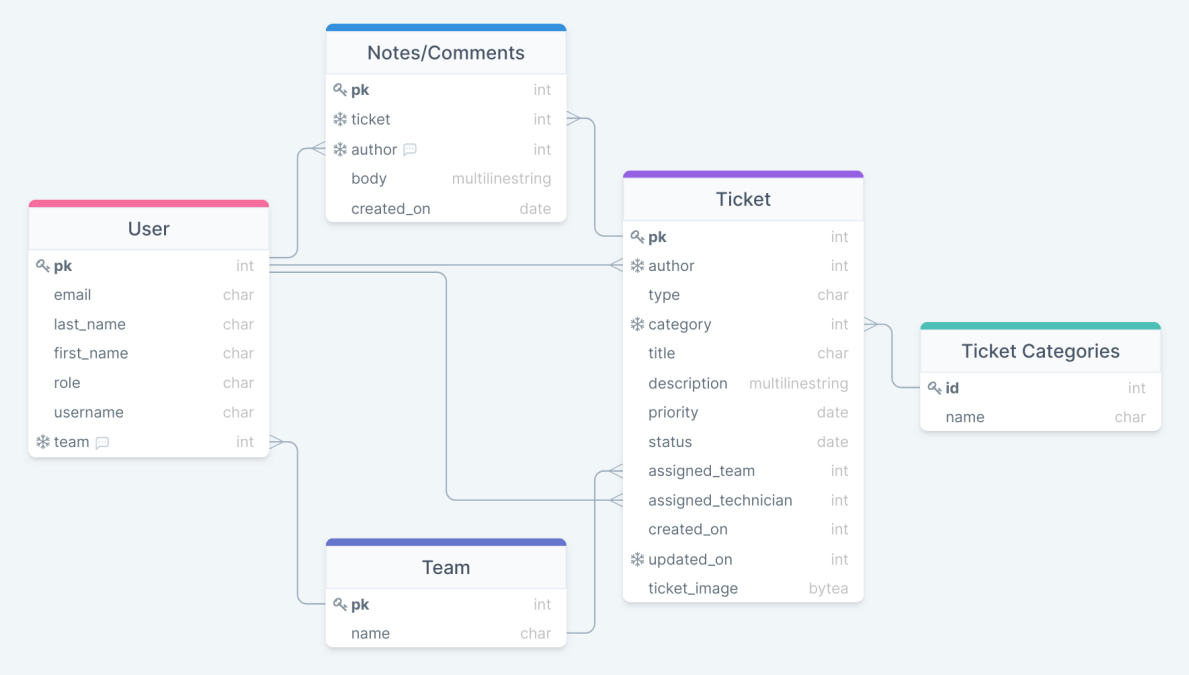 Notes/Comments
pk int
ticket int
author int
body multilinestring
created_on date
User
pk int
email char
last_name char
first_name char
role char
username char
team int
Ticket
pk int
author int
type char
category int
title char
description multilinestring
priority date
status date
assigned_team int
assigned_technician int
created_on int
updated_on int
ticket_image bytea
Ticket Categories
id int
name char
Team
pk int
name char